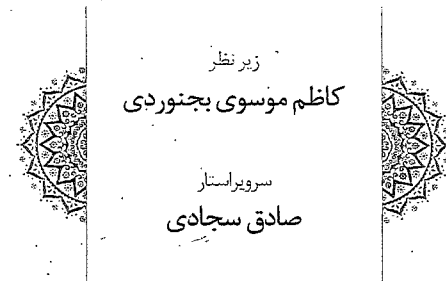 زیر نظر
کاظم موسوی بجنوردی
سرویراستار
صادق سجادی